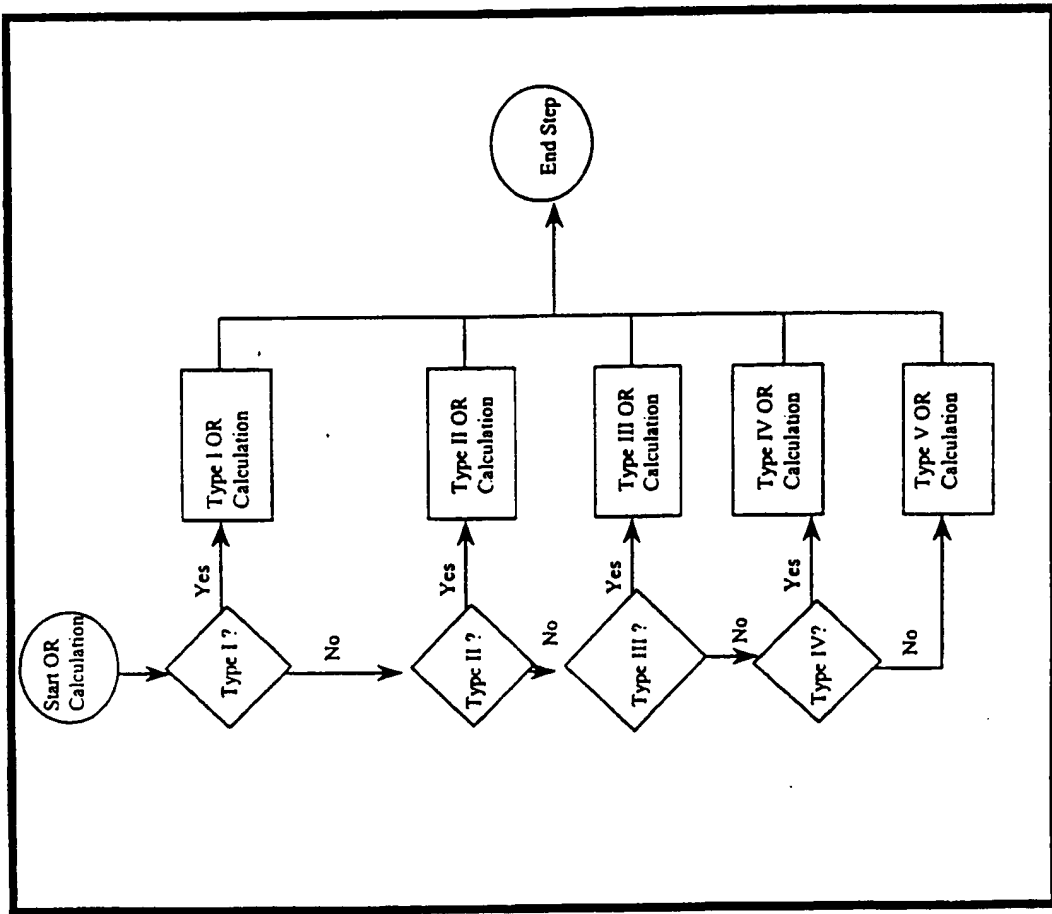 Start OR
Calculation
Type I ?
Yes
Type I OR
Calculation
No
Type II ?
Yes
Type II OR
Calculation
No
Type III ?
Yes
Type III OR
Calculation
No
Type IV?
Yes
Type IV OR
Calculation
No
Type V OR
Calculation
End Step